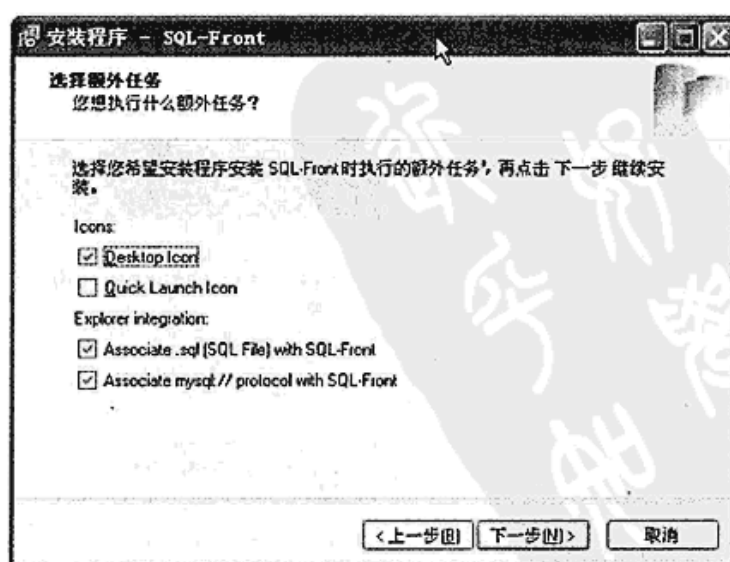 安装程序 - SQL-Front
选择额外任务
您想执行什么额外任务?
选择您希望安装程序安装 SQL-Front 时执行的额外任务', 再点击 下一步 继续安
装。
Icons:
Desktop Icon
Quick Launch Icon
Explorer integration:
Associate .sql (SQL File) with SQL-Front
Associate mysql:// protocol with SQL-Front
<上一步(B) 下一步(N)> 取消